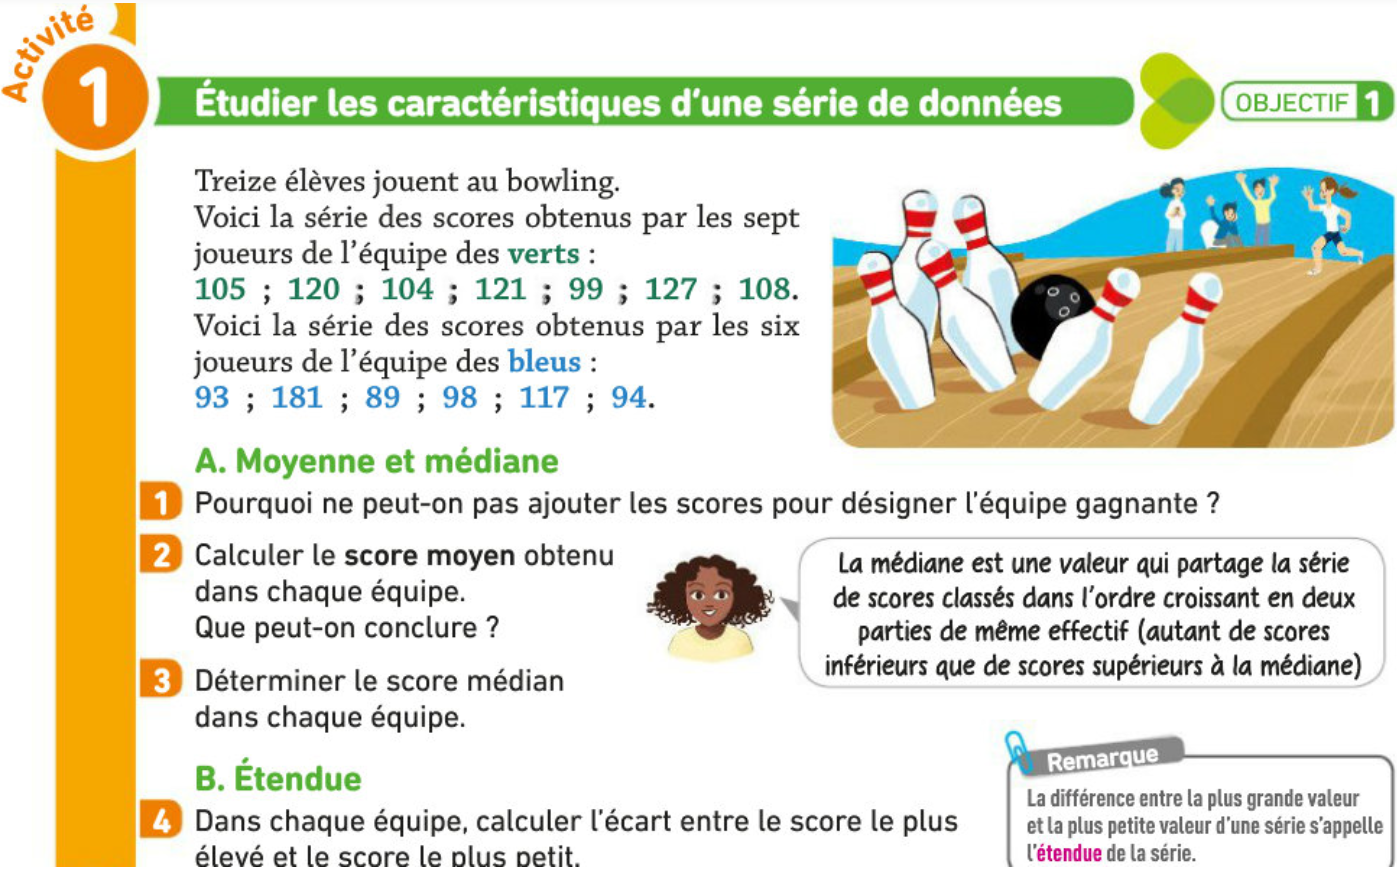 Activité
1
Étudier les caractéristiques d'une série de données
OBJECTIF 1
Treize élèves jouent au bowling.
Voici la série des scores obtenus par les sept
joueurs de l'équipe des verts :
105 ; 120 ; 104 ; 121 ; 99 ; 127 ; 108.
Voici la série des scores obtenus par les six
joueurs de l'équipe des bleus :
93 ; 181 ; 89 ; 98 ; 117 ; 94.
A. Moyenne et médiane
1 Pourquoi ne peut-on pas ajouter les scores pour désigner l'équipe gagnante ?
2 Calculer le score moyen obtenu
dans chaque équipe.
Que peut-on conclure ?
La médiane est une valeur qui partage la série
de scores classés dans l'ordre croissant en deux
parties de même effectif (autant de scores
inférieurs que de scores supérieurs à la médiane)
3 Déterminer le score médian
dans chaque équipe.
B. Étendue
4 Dans chaque équipe, calculer l'écart entre le score le plus
élevé et le score le plus petit.
Remarque
La différence entre la plus grande valeur
et la plus petite valeur d'une série s'appelle
l'étendue de la série.